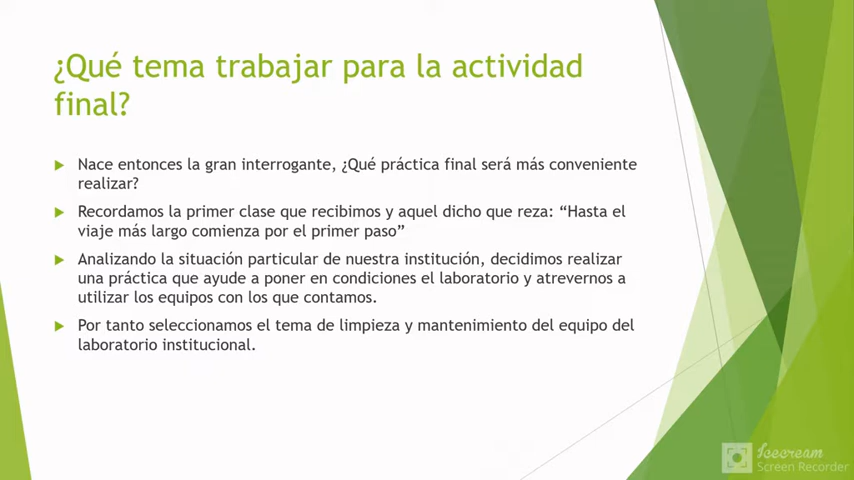 ¿Qué tema trabajar para la actividad
final?
Nace entonces la gran interrogante, ¿Qué práctica final será más conveniente
realizar?
Recordamos la primer clase que recibimos y aquel dicho que reza: “Hasta el
viaje más largo comienza por el primer paso”
Analizando la situación particular de nuestra institución, decidimos realizar
una práctica que ayude a poner en condiciones el laboratorio y atrevernos a
utilizar los equipos con los que contamos.
Por tanto seleccionamos el tema de limpieza y mantenimiento del equipo del
laboratorio institucional.
Icecream
Screen Recorder